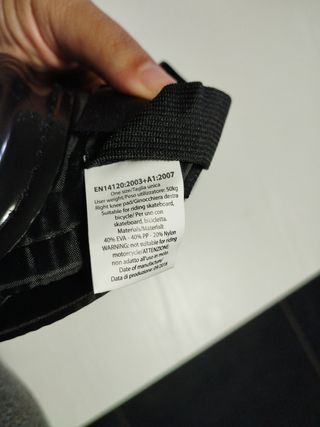 EN14120:2003+A1:2007
One size/Taglia unica
User weight/Peso utilizzatore: 50kg
Right knee pad/Ginocchiera destra
Suitable for riding skateboard,
bicycle/ Per uso con
skateboard, bicicletta.
Materials/Materiali:
40% EVA - 40% PP - 20% Nylon
WARNING: not suitable for riding
motorcycle/ATTENZIONE:
non adatto all'uso in moto.
Date of manufacture/
Data di produzione: 09/2018